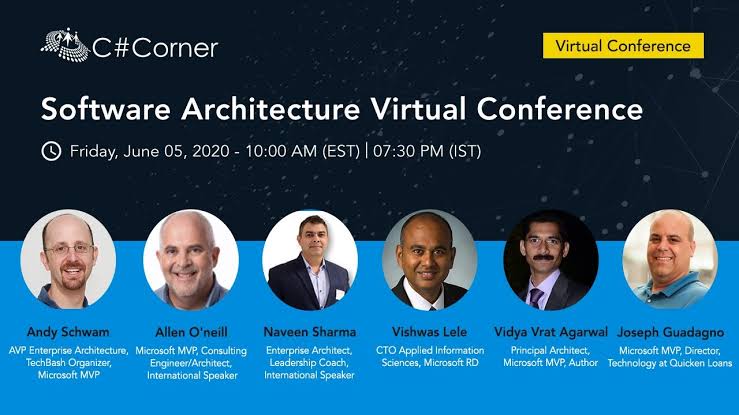 C#Corner
Virtual Conference
Software Architecture Virtual Conference
Friday, June 05, 2020 - 10:00 AM (EST) | 07:30 PM (IST)
Andy Schwam
AVP Enterprise Architecture,
TechBash Organizer,
Microsoft MVP
Allen O'neill
Microsoft MVP, Consulting
Engineer/Architect,
International Speaker
Naveen Sharma
Enterprise Architect,
Leadership Coach,
International Speaker
Vishwas Lele
CTO Applied Information
Sciences, Microsoft RD
Vidya Vrat Agarwal
Principal Architect,
Microsoft MVP, Author
Joseph Guadagno
Microsoft MVP, Director,
Technology at Quicken Loans